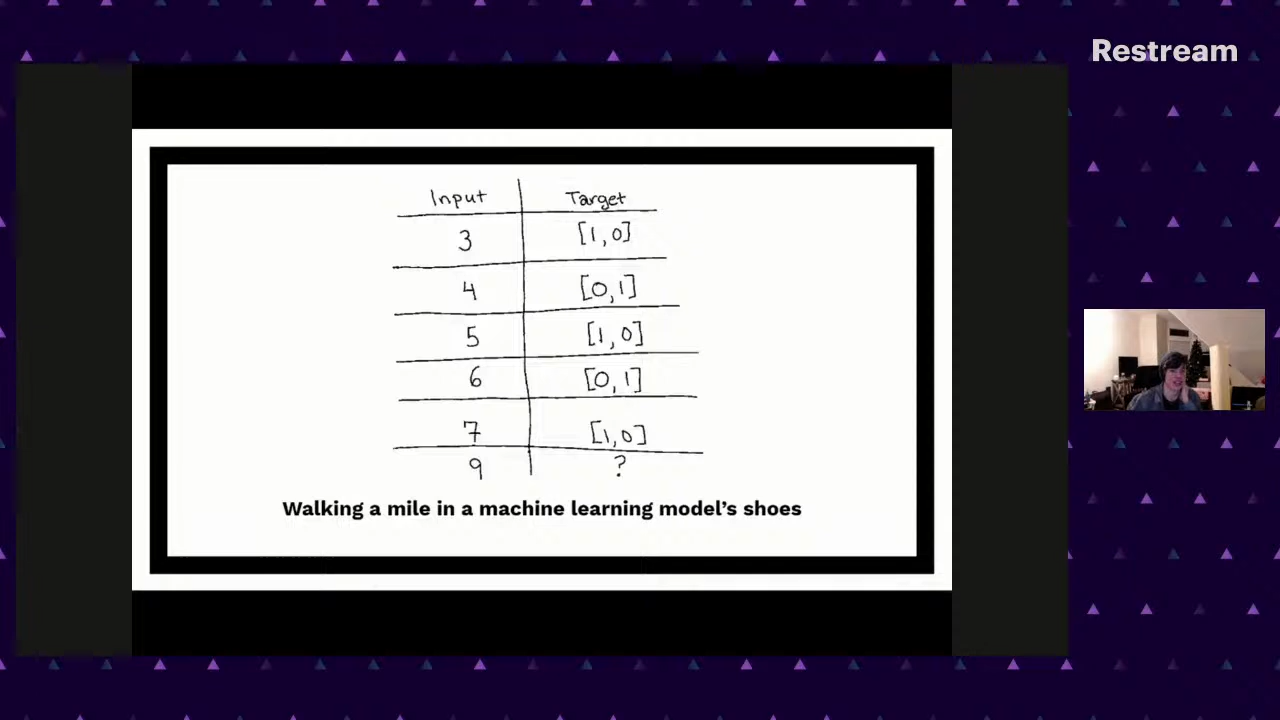 Restream
Input Target
3 [1,0]
4 [0,1]
5 [1,0]
6 [0,1]
7 [1,0]
9 ?
Walking a mile in a machine learning model's shoes